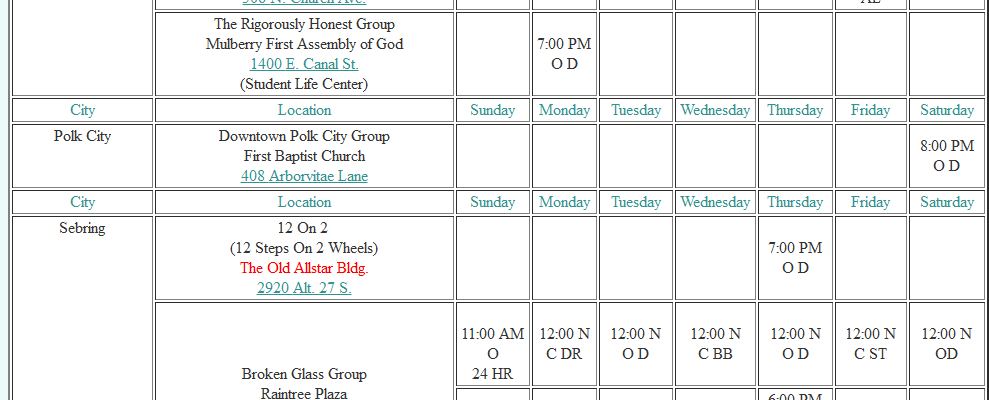 500 N. Church Ave.
The Rigorously Honest Group
Mulberry First Assembly of God
1400 E. Canal St.
(Student Life Center)
7:00 PM
O D
City Location Sunday Monday Tuesday Wednesday Thursday Friday Saturday
Polk City
Downtown Polk City Group
First Baptist Church
408 Arborvitae Lane
8:00 PM
O D
City Location Sunday Monday Tuesday Wednesday Thursday Friday Saturday
Sebring
12 On 2
(12 Steps On 2 Wheels)
The Old Allstar Bldg.
2920 Alt. 27 S.
7:00 PM
O D
Broken Glass Group
Raintree Plaza
11:00 AM
O
24 HR
12:00 N
C DR
12:00 N
O D
12:00 N
C BB
12:00 N
O D
12:00 N
C ST
12:00 N
OD
6:00 PM